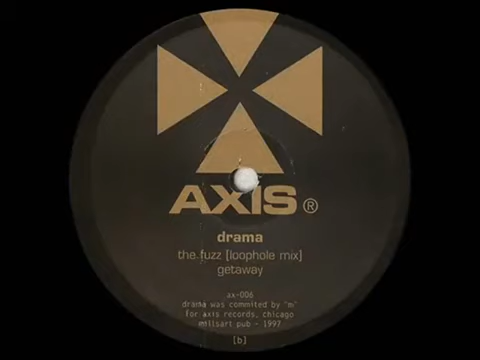 AXIS®
drama
the fuzz [loophole mix]
getaway
ax-006
drama was commited by "m"
for axis records, chicago
millsart pub - 1997
[b]